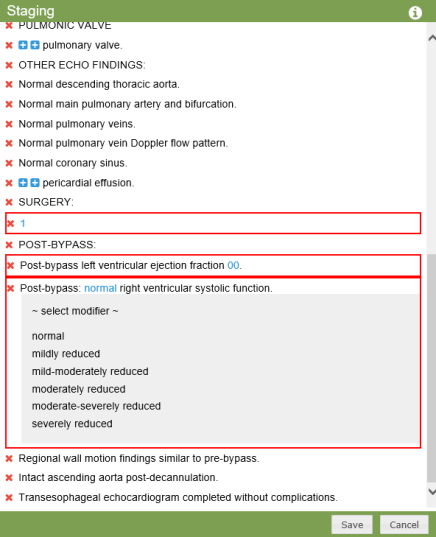 Staging
PULMONIC VALVE
pulmonary valve.
OTHER ECHO FINDINGS:
Normal descending thoracic aorta.
Normal main pulmonary artery and bifurcation.
Normal pulmonary veins.
Normal pulmonary vein Doppler flow pattern.
Normal coronary sinus.
pericardial effusion.
SURGERY:
1
POST-BYPASS:
Post-bypass left ventricular ejection fraction 00.
Post-bypass: normal right ventricular systolic function.
~ select modifier ~
normal
mildly reduced
mild-moderately reduced
moderately reduced
moderate-severely reduced
severely reduced
Regional wall motion findings similar to pre-bypass.
Intact ascending aorta post-decannulation.
Transesophageal echocardiogram completed without complications.
Save Cancel